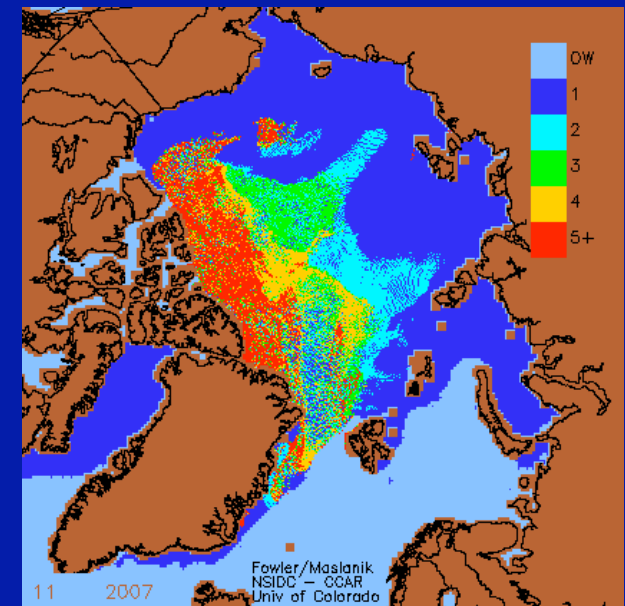 OW
1
2
3
4
5+
Fowler/Maslanik
NSIDC – CCAR
Univ of Colorado
11 2007